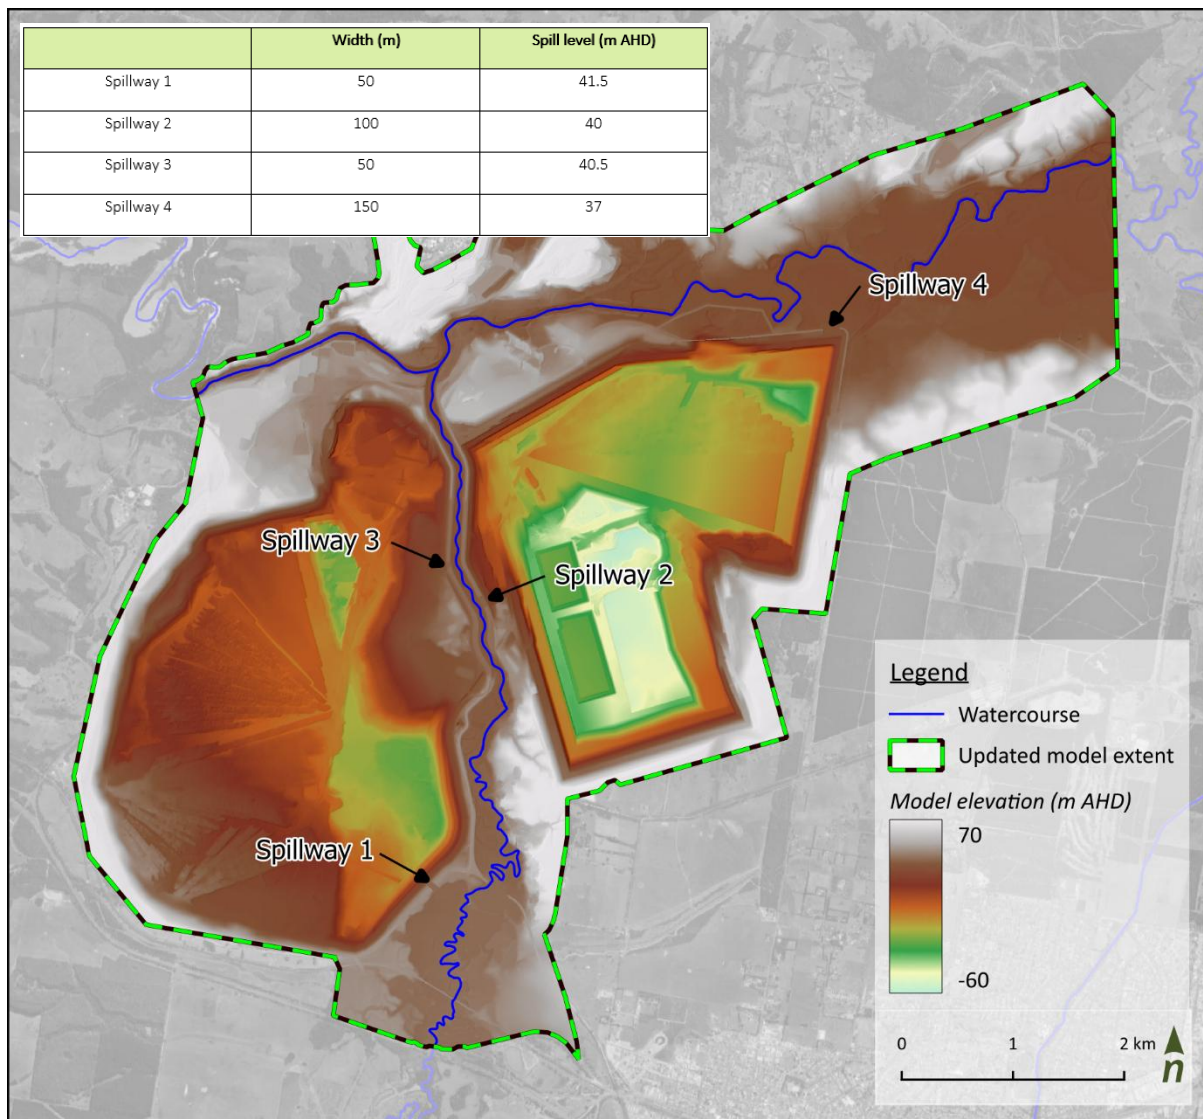 Width (m) Spill level (m AHD)
Spillway 1 50 41.5
Spillway 2 100 40
Spillway 3 50 40.5
Spillway 4 150 37
Spillway 4
Spillway 3
Spillway 2
Spillway 1
Legend
Watercourse
Updated model extent
Model elevation (m AHD)
70
-60
0 1 2 km
n